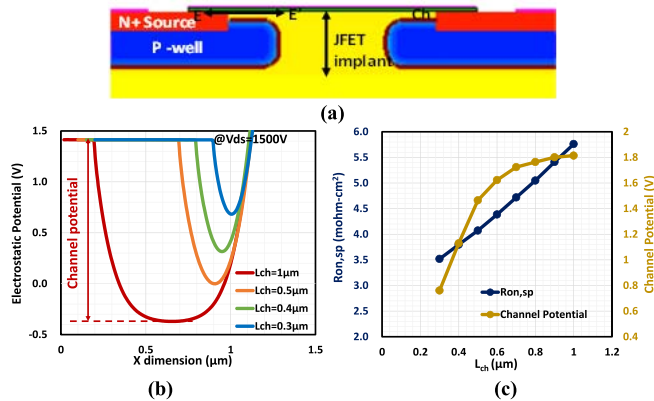 N+ Source
E
E'
Ch
P -well
JFET
implant
(a)
@Vds=1500V
Electrostatic Potential (V)
1.5
1.0
0.5
0.0
-0.5
Channel potential
Lch=1μm
Lch=0.5μm
Lch=0.4μm
Lch=0.3μm
0
0.5
1
1.5
X dimension (μm)
(b)
Ron,sp (mohm-cm²)
6.0
5.5
5.0
4.5
4.0
3.5
3.0
2.5
2.0
Ron,sp
Channel Potential
2
1.8
1.6
1.4
1.2
1
0.8
0.6
0.4
Channel Potential (V)
0
0.2
0.4
0.6
0.8
1
1.2
Lch (μm)
(c)